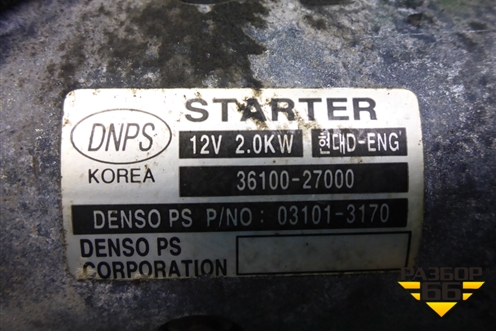 STARTER
DNPS
12V 2.0KW 현대D-ENG'
KOREA 36100-27000
DENSO PS P/NO: 03101-3170
DENSO PS
CORPORATION
РАЗБОР
66